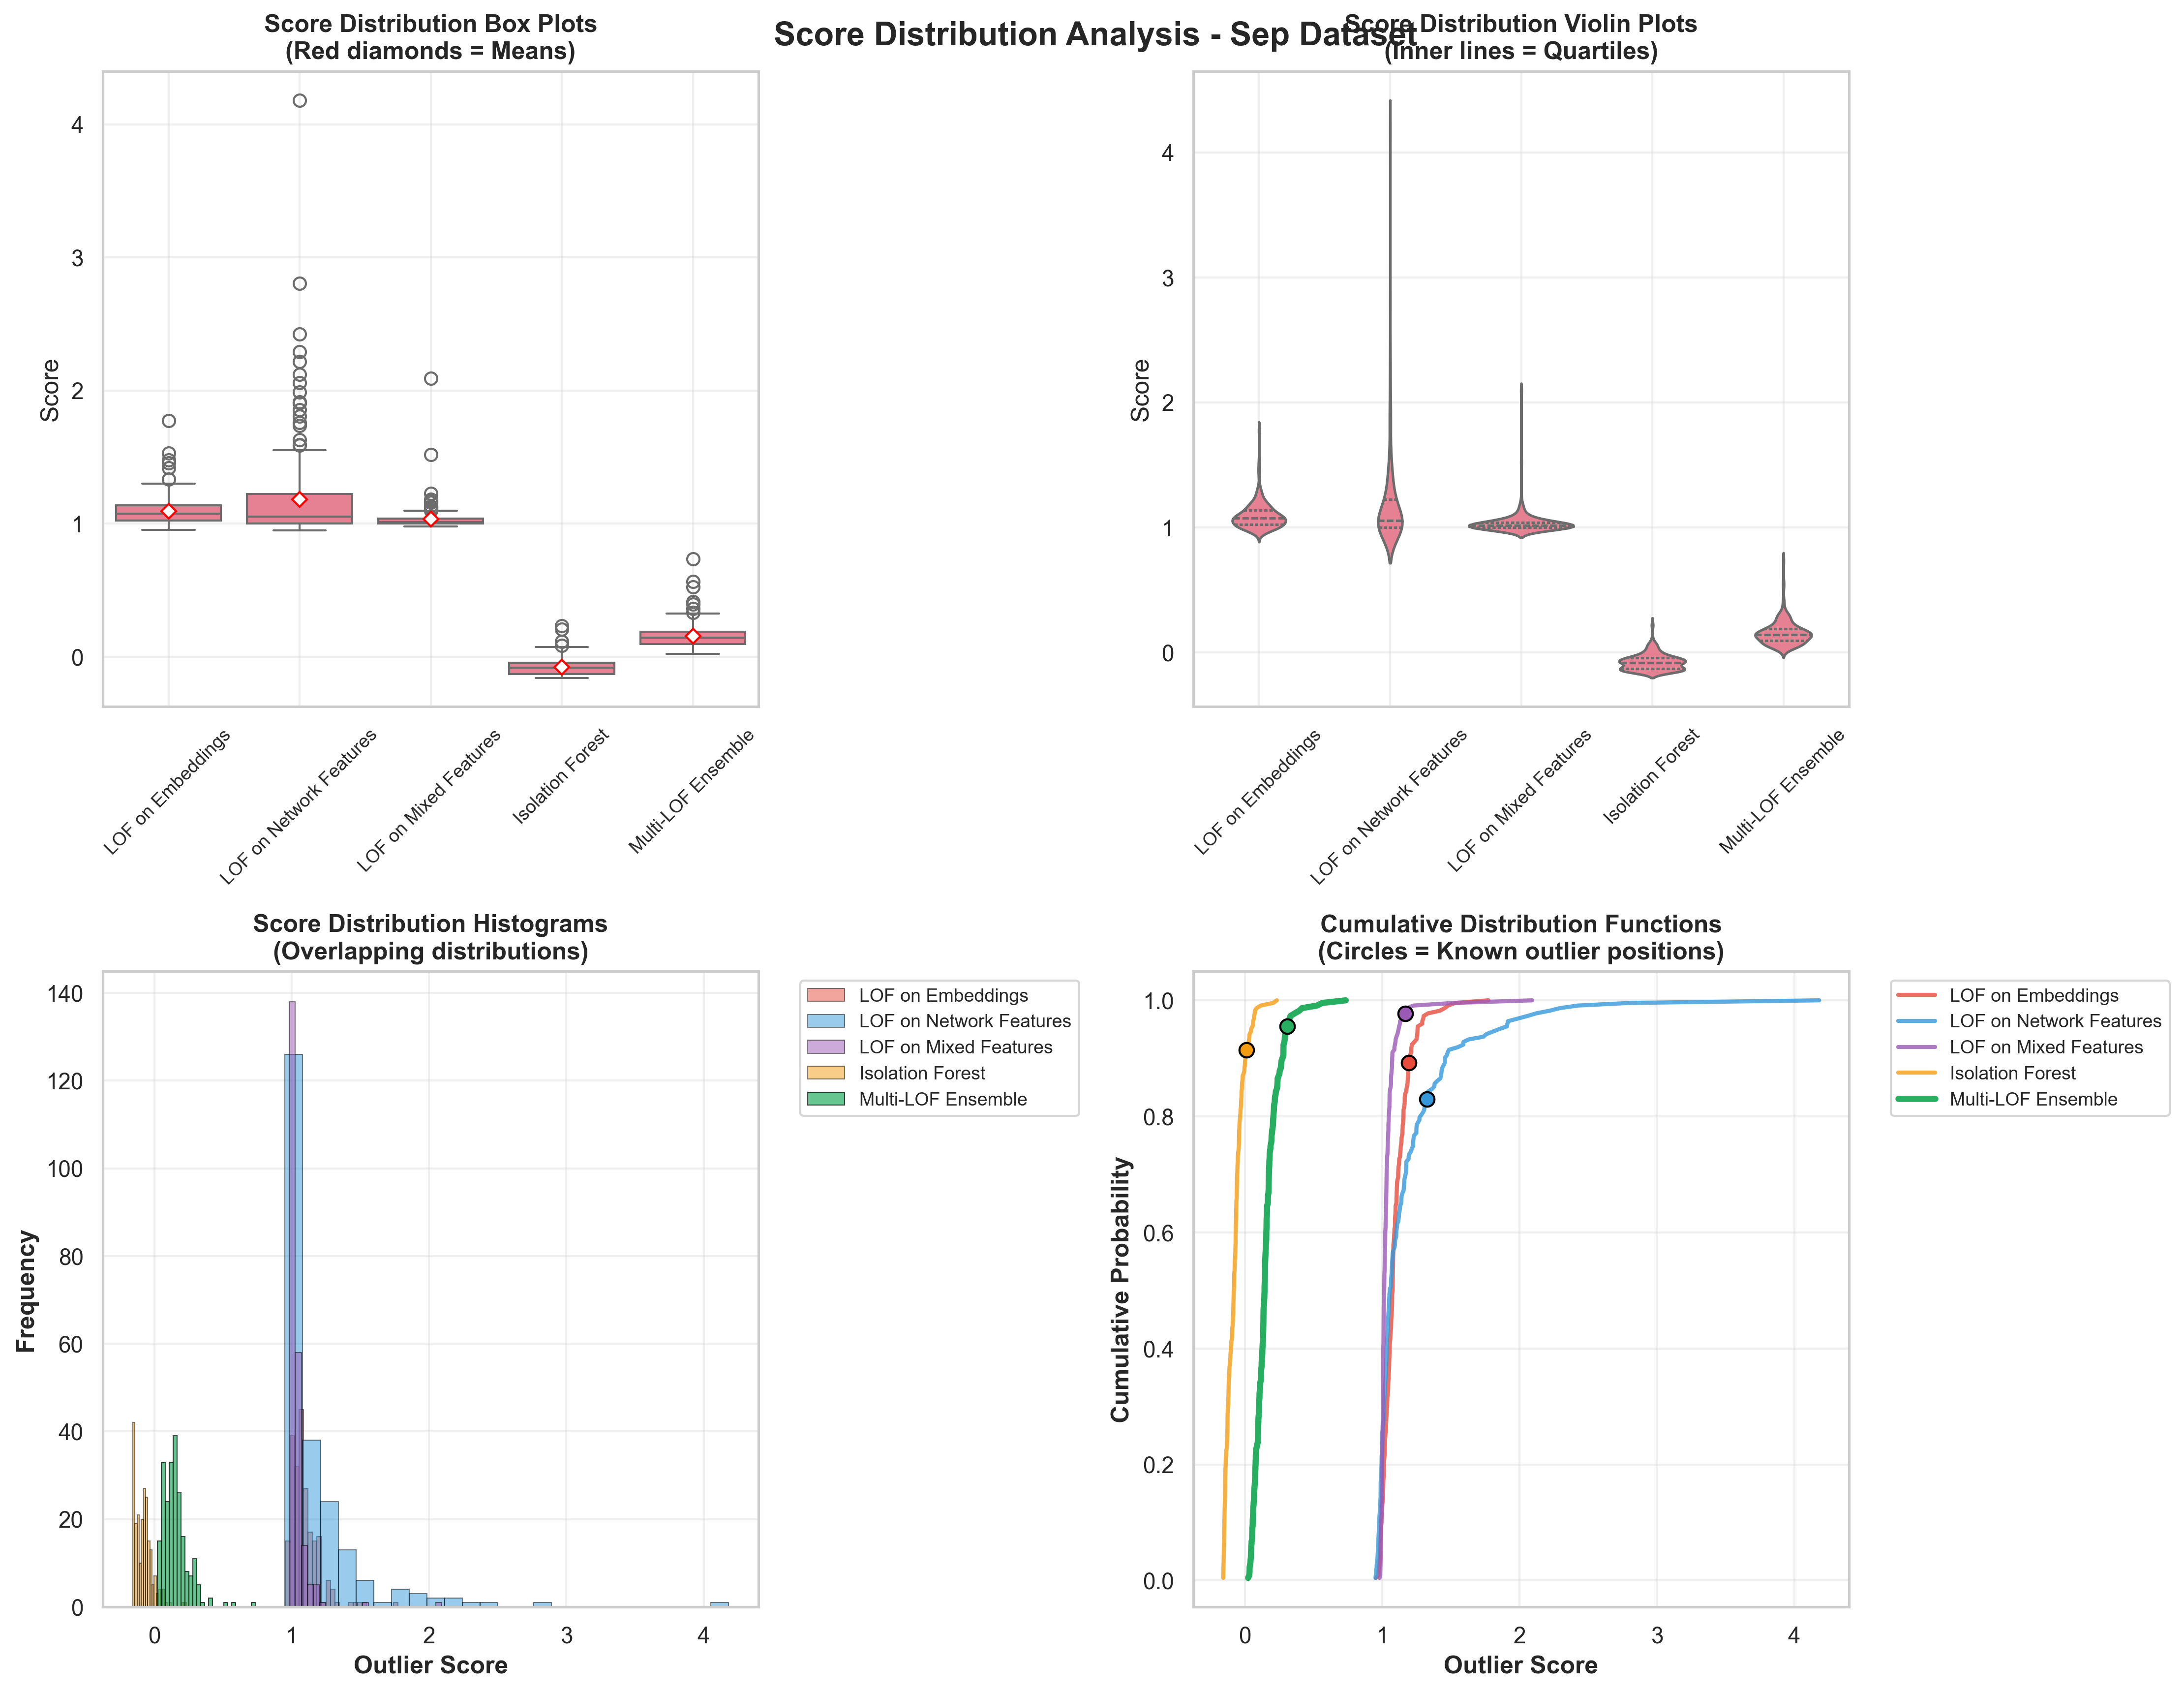 Score Distribution Analysis - Sep Dataset
Score Distribution Box Plots
(Red diamonds = Means)
Score
4
3
2
1
0
LOF on Embeddings
LOF on Network Features
LOF on Mixed Features
Isolation Forest
Multi-LOF Ensemble
Score Distribution Violin Plots
(Inner lines = Quartiles)
Score
4
3
2
1
0
LOF on Embeddings
LOF on Network Features
LOF on Mixed Features
Isolation Forest
Multi-LOF Ensemble
Score Distribution Histograms
(Overlapping distributions)
Frequency
140
120
100
80
60
40
20
0
0
1
2
3
4
Outlier Score
LOF on Embeddings
LOF on Network Features
LOF on Mixed Features
Isolation Forest
Multi-LOF Ensemble
Cumulative Distribution Functions
(Circles = Known outlier positions)
Cumulative Probability
1.0
0.8
0.6
0.4
0.2
0.0
0
1
2
3
4
Outlier Score
LOF on Embeddings
LOF on Network Features
LOF on Mixed Features
Isolation Forest
Multi-LOF Ensemble